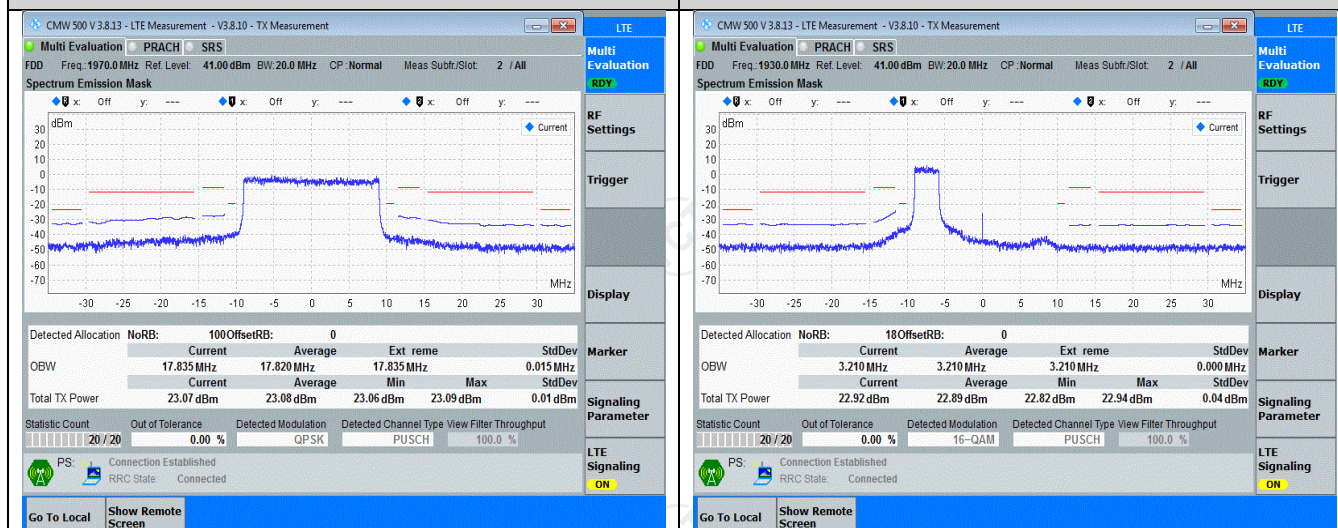 CMW 500 V 3.8.13 - LTE Measurement - V3.8.10 - TX Measurement
LTE
Multi Evaluation PRACH SRS
Multi Evaluation
RDY
FDD Freq.:1970.0 MHz Ref. Level: 41.00 dBm BW:20.0 MHz CP :Normal Meas Subfr./Slot: 2 / All
Spectrum Emission Mask
x: Off y: --- x: Off y: --- x: Off y: ---
RF Settings
dBm
Current
30
20
10
0
-10
-20
-30
-40
-50
-60
-70
Trigger
MHz
-30 -25 -20 -15 -10 -5 0 5 10 15 20 25 30
Display
Detected Allocation NoRB: 100 OffsetRB: 0
Current Average Ext reme StdDev
OBW 17.835 MHz 17.820 MHz 17.835 MHz 0.015 MHz
Current Average Min Max StdDev
Total TX Power 23.07 dBm 23.08 dBm 23.06 dBm 23.09 dBm 0.01 dBm
Marker
Signaling Parameter
Statistic Count Out of Tolerance Detected Modulation Detected Channel Type View Filter Throughput
20 / 20 0.00 % QPSK PUSCH 100.0 %
PS: Connection Established
RRC State: Connected
LTE Signaling
ON
Go To Local Show Remote Screen
CMW 500 V 3.8.13 - LTE Measurement - V3.8.10 - TX Measurement
LTE
Multi Evaluation PRACH SRS
Multi Evaluation
RDY
FDD Freq.:1930.0 MHz Ref. Level: 41.00 dBm BW:20.0 MHz CP :Normal Meas Subfr./Slot: 2 / All
Spectrum Emission Mask
x: Off y: --- x: Off y: --- x: Off y: ---
RF Settings
dBm
Current
30
20
10
0
-10
-20
-30
-40
-50
-60
-70
Trigger
MHz
-30 -25 -20 -15 -10 -5 0 5 10 15 20 25 30
Display
Detected Allocation NoRB: 18 OffsetRB: 0
Current Average Ext reme StdDev
OBW 3.210 MHz 3.210 MHz 3.210 MHz 0.000 MHz
Current Average Min Max StdDev
Total TX Power 22.92 dBm 22.89 dBm 22.82 dBm 22.94 dBm 0.04 dBm
Marker
Signaling Parameter
Statistic Count Out of Tolerance Detected Modulation Detected Channel Type View Filter Throughput
20 / 20 0.00 % 16-QAM PUSCH 100.0 %
PS: Connection Established
RRC State: Connected
LTE Signaling
ON
Go To Local Show Remote Screen